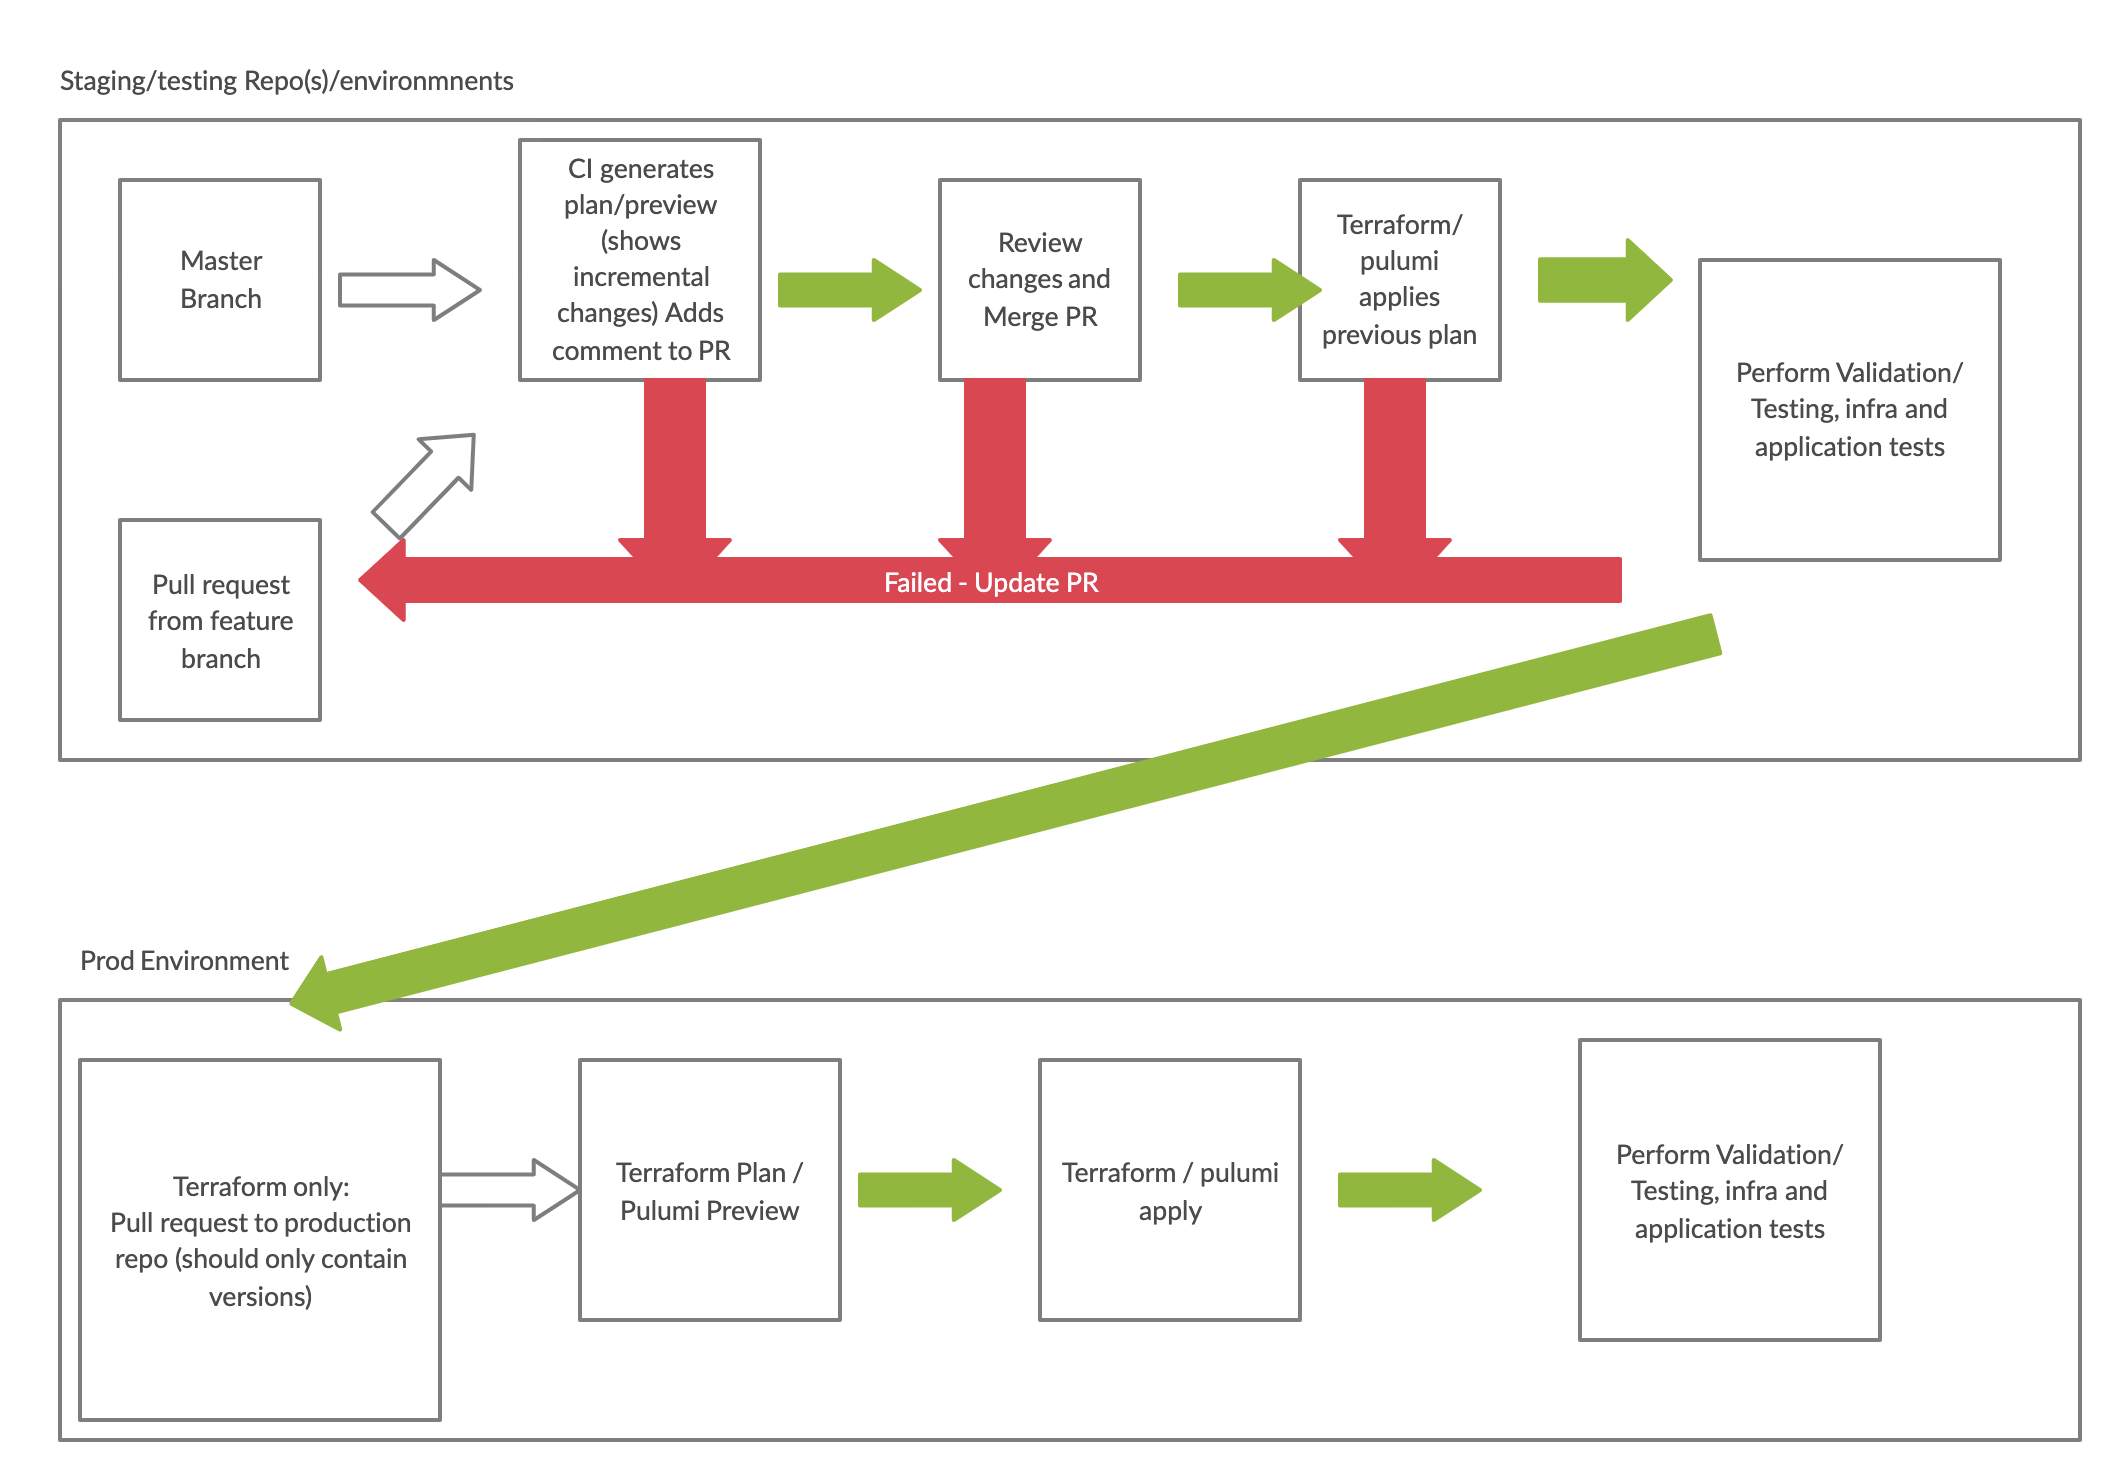 Staging/testing Repo(s)/environmnents
Master
Branch
CI generates
plan/preview
(shows
incremental
changes) Adds
comment to PR
Review
changes and
Merge PR
Terraform/
pulumi
applies
previous plan
Perform Validation/
Testing, infra and
application tests
Pull request
from feature
branch
Failed - Update PR
Prod Environment
Terraform only:
Pull request to production
repo (should only contain
versions)
Terraform Plan /
Pulumi Preview
Terraform / pulumi
apply
Perform Validation/
Testing, infra and
application tests